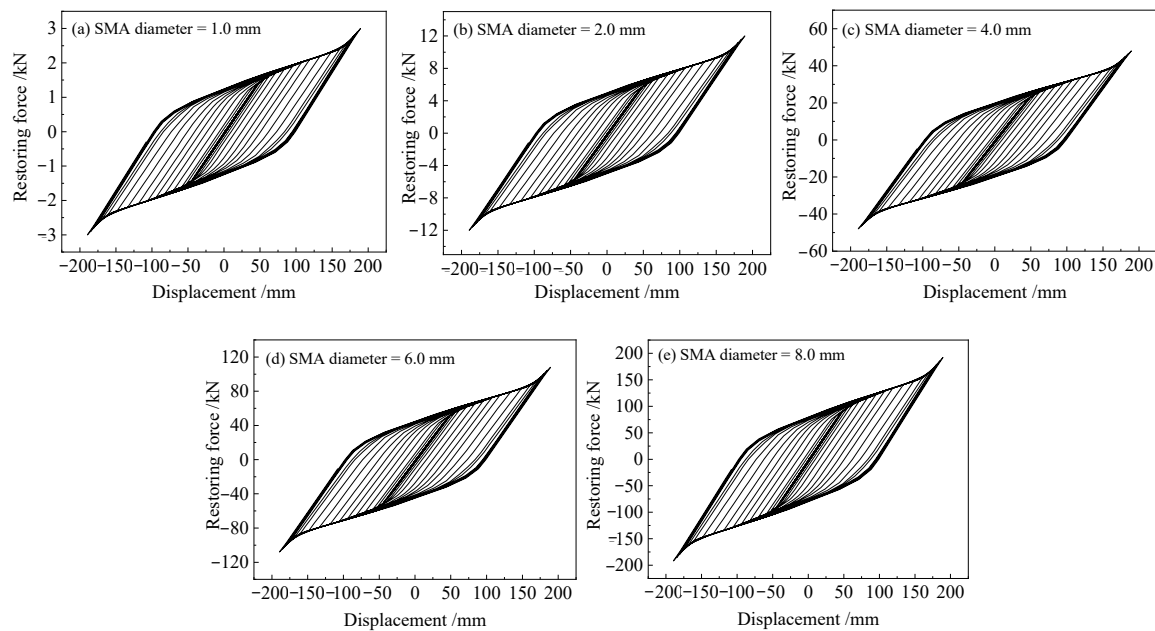 (a) SMA diameter = 1.0 mm
3
2
1
0
−1
−2
−3
Restoring force /kN
−200−150−100−50 0 50 100 150 200
Displacement /mm
(b) SMA diameter = 2.0 mm
12
8
4
0
−4
−8
−12
Restoring force /kN
−200−150−100−50 0 50 100 150 200
Displacement /mm
(c) SMA diameter = 4.0 mm
60
40
20
0
−20
−40
−60
Restoring force /kN
−200−150−100−50 0 50 100 150 200
Displacement /mm
(d) SMA diameter = 6.0 mm
120
80
40
0
−40
−80
−120
Restoring force /kN
−200−150−100−50 0 50 100 150 200
Displacement /mm
(e) SMA diameter = 8.0 mm
200
150
100
50
0
−50
−100
−150
−200
Restoring force /kN
−200−150−100−50 0 50 100 150 200
Displacement /mm